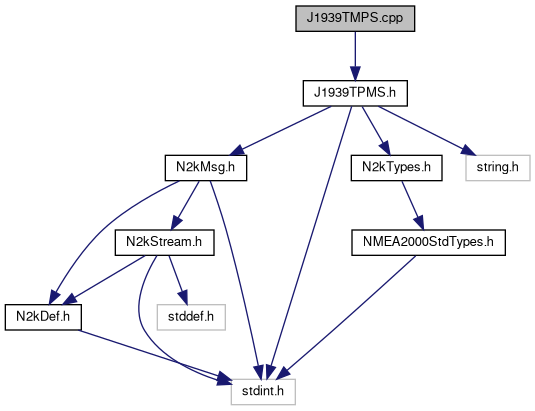 J1939TMPS.cpp
J1939TPMS.h
N2kMsg.h
N2kTypes.h
string.h
N2kStream.h
NMEA2000StdTypes.h
N2kDef.h
stddef.h
stdint.h